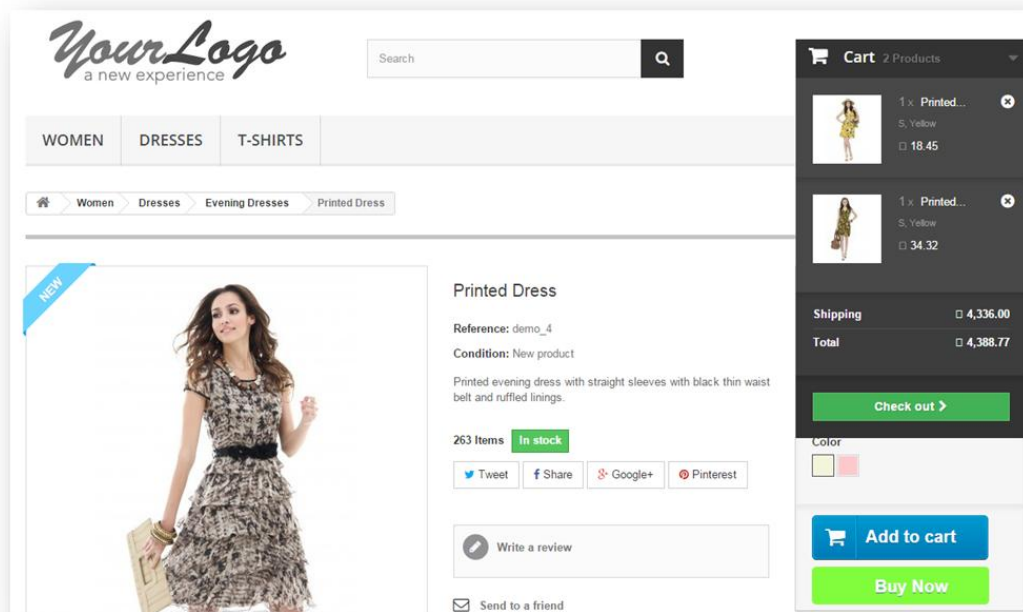 YourLogo
a new experience
Search
Cart 2 Products
1 x Printed...
S, Yellow
18.45
1 x Printed...
S, Yellow
34.32
Shipping 4,336.00
Total 4,388.77
Check out
WOMEN DRESSES T-SHIRTS
Women Dresses Evening Dresses Printed Dress
NEW
Printed Dress
Reference: demo_4
Condition: New product
Printed evening dress with straight sleeves with black thin waist
belt and ruffled linings.
263 Items In stock
Tweet Share Google+ Pinterest
Write a review
Send to a friend
Color
Add to cart
Buy Now